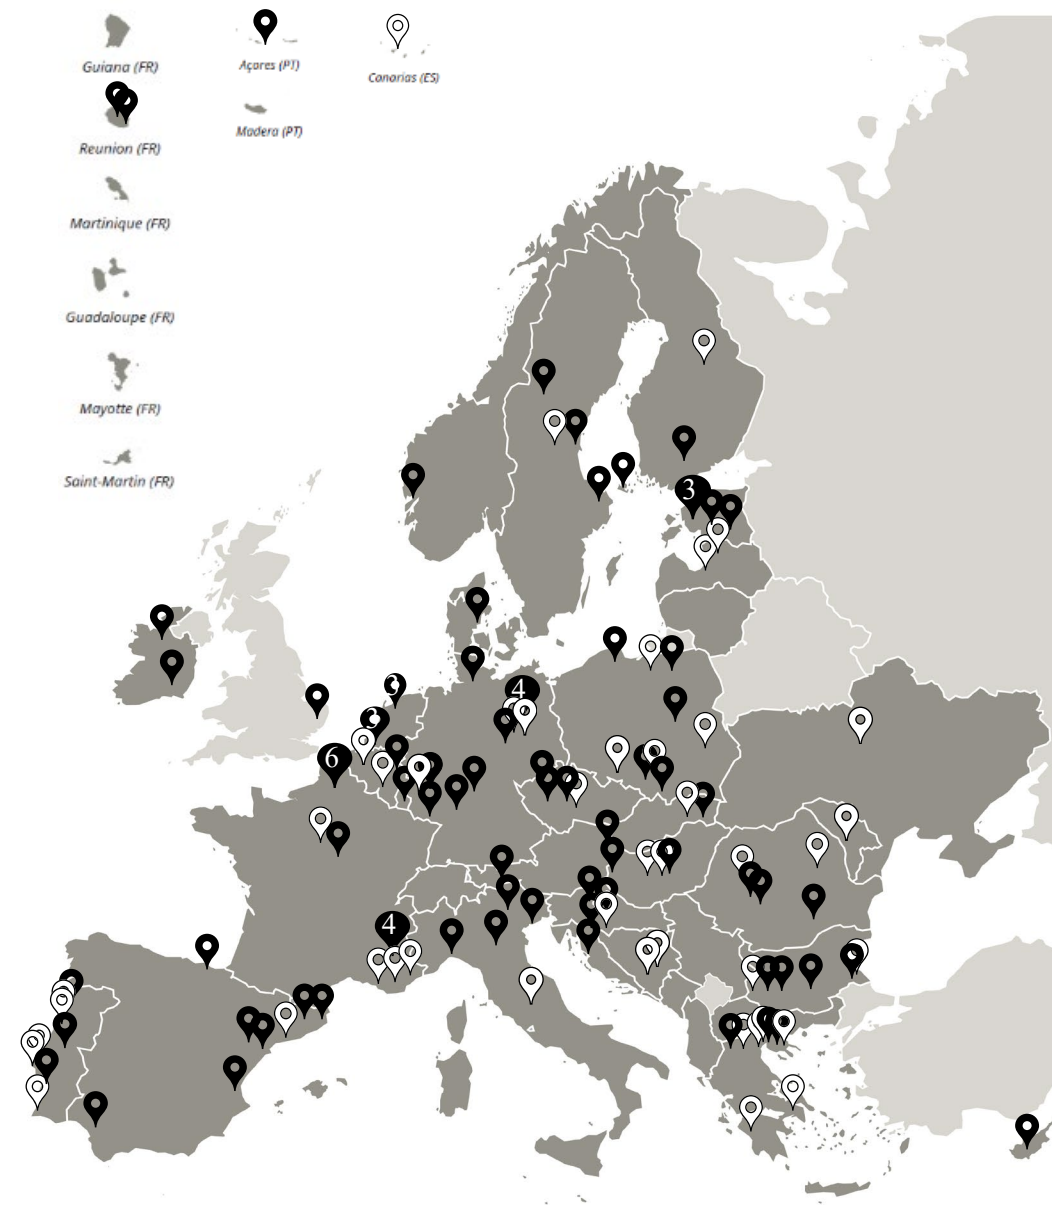 Guiana (FR)
Açores (PT)
Canarias (ES)
Reunion (FR)
Madera (PT)
Martinique (FR)
Guadaloupe (FR)
Mayotte (FR)
Saint-Martin (FR)
3
3
4
3
6
4